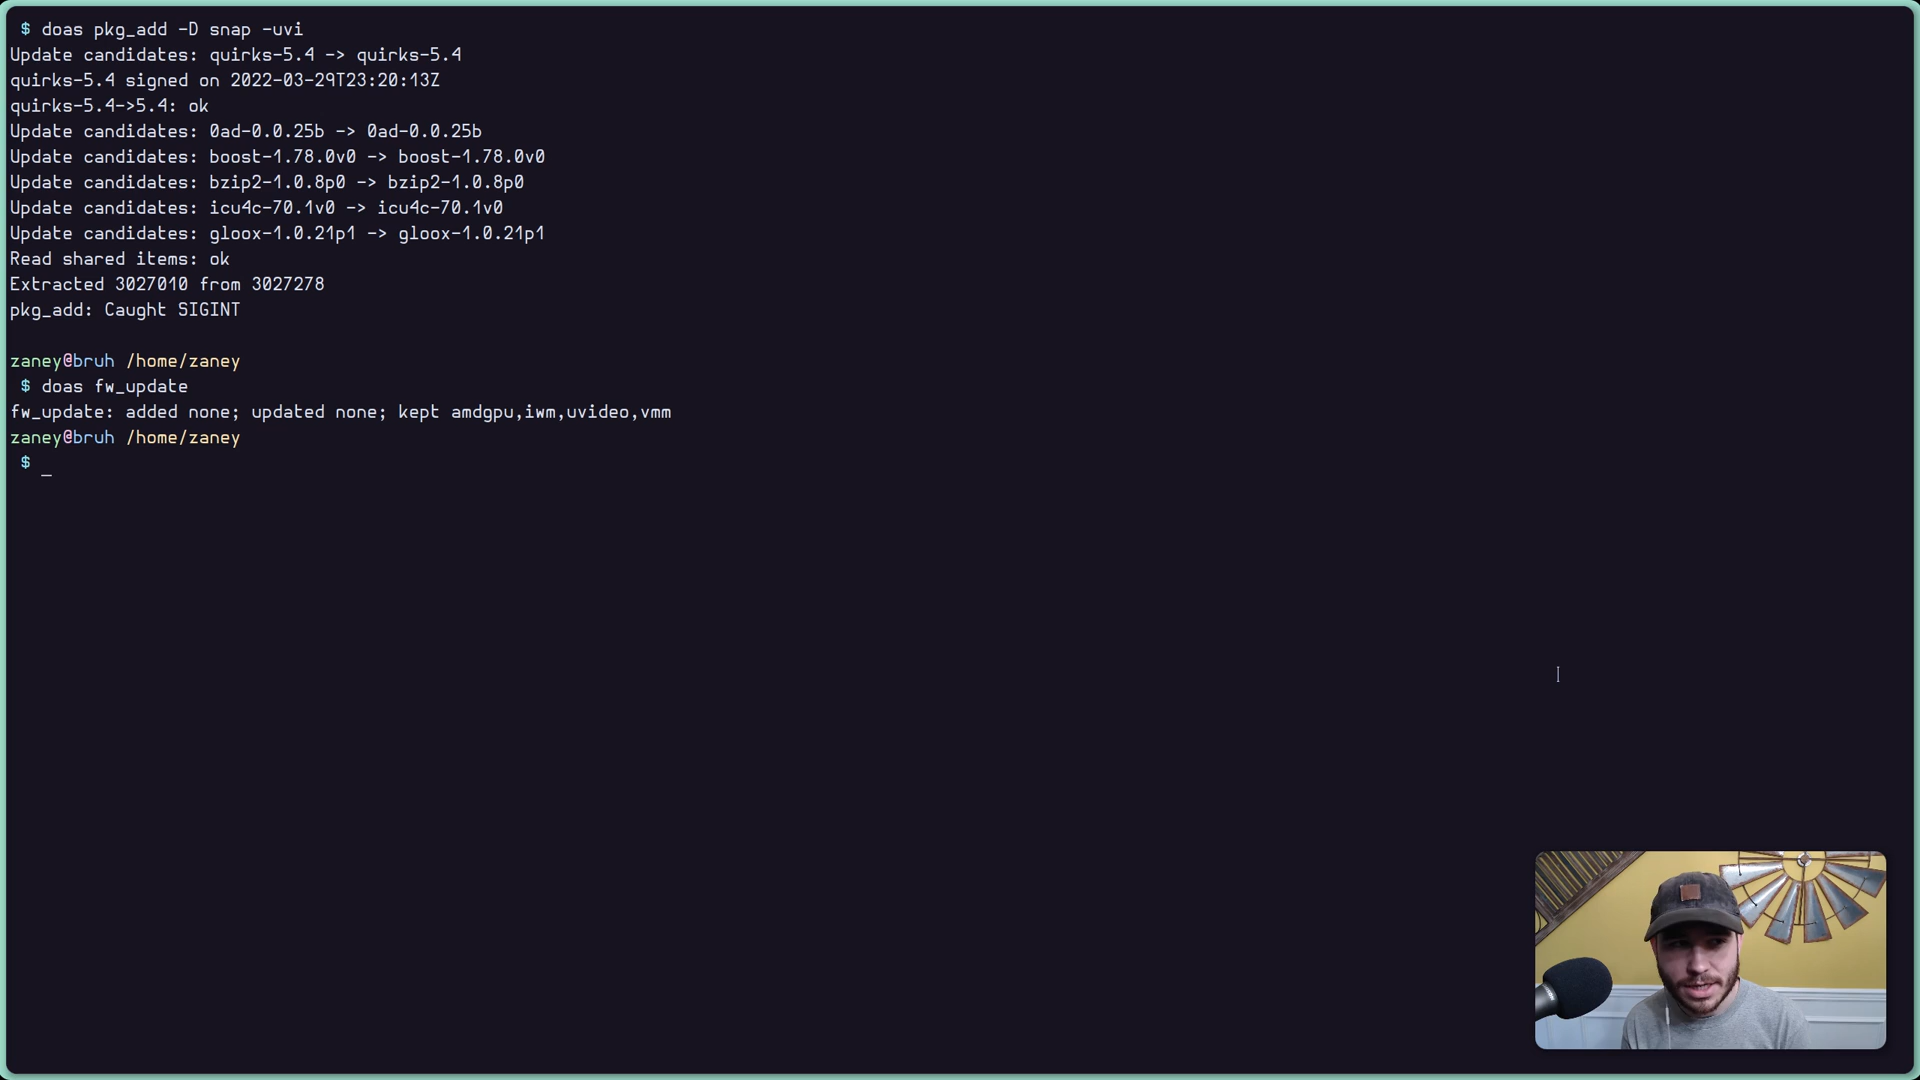 $ doas pkg_add -D snap -uvi
Update candidates: quirks-5.4 -> quirks-5.4
quirks-5.4 signed on 2022-03-29T23:20:13Z
quirks-5.4->5.4: ok
Update candidates: 0ad-0.0.25b -> 0ad-0.0.25b
Update candidates: boost-1.78.0v0 -> boost-1.78.0v0
Update candidates: bzip2-1.0.8p0 -> bzip2-1.0.8p0
Update candidates: icu4c-70.1v0 -> icu4c-70.1v0
Update candidates: gloox-1.0.21p1 -> gloox-1.0.21p1
Read shared items: ok
Extracted 3027010 from 3027278
pkg_add: Caught SIGINT
zaney@bruh /home/zaney
$ doas fw_update
fw_update: added none; updated none; kept amdgpu,iwm,uvideo,vmm
zaney@bruh /home/zaney
$ _